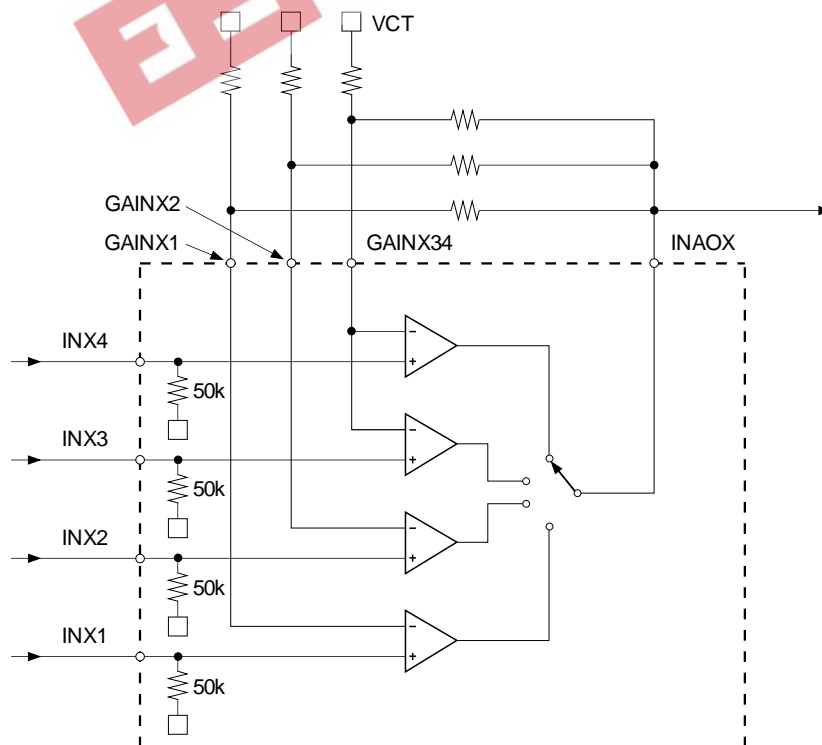 VCT
GAINX2
GAINX1
GAINX34
INAOX
INX4
50k
INX3
50k
INX2
50k
INX1
50k